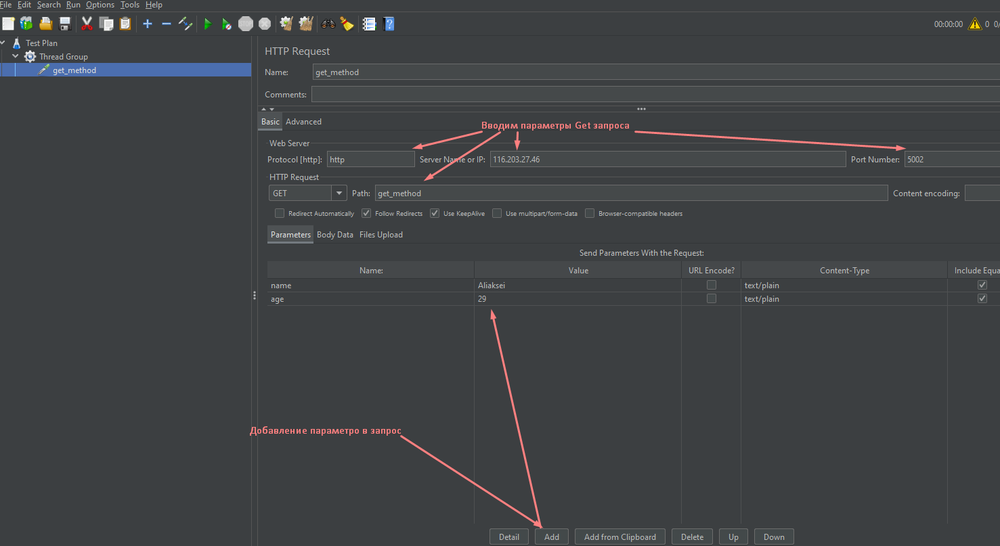 File Edit Search Run Options Tools Help
00:00:00 0 0/
Test Plan
Thread Group
get_method
HTTP Request
Name: get_method
Comments:
Basic Advanced
Вводим параметры Get запроса
Web Server
Protocol [http]: http Server Name or IP: 116.203.27.46 Port Number: 5002
HTTP Request
GET Path: get_method Content encoding:
Redirect Automatically Follow Redirects Use KeepAlive Use multipart/form-data Browser-compatible headers
Parameters Body Data Files Upload
Send Parameters With the Request:
Name: Value URL Encode? Content-Type Include Equa
name Aliaksei text/plain
age 29 text/plain
Добавление параметро в запрос
Detail Add Add from Clipboard Delete Up Down